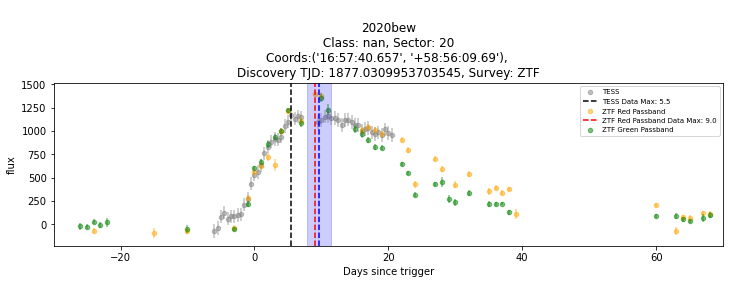 2020bew
Class: nan, Sector: 20
Coords:('16:57:40.657', '+58:56:09.69'),
Discovery TJD: 1877.0309953703545, Survey: ZTF
1500
1250
1000
750
500
250
0
flux
TESS
TESS Data Max: 5.5
ZTF Red Passband
ZTF Red Passband Data Max: 9.0
ZTF Green Passband
−20
0
20
40
60
Days since trigger